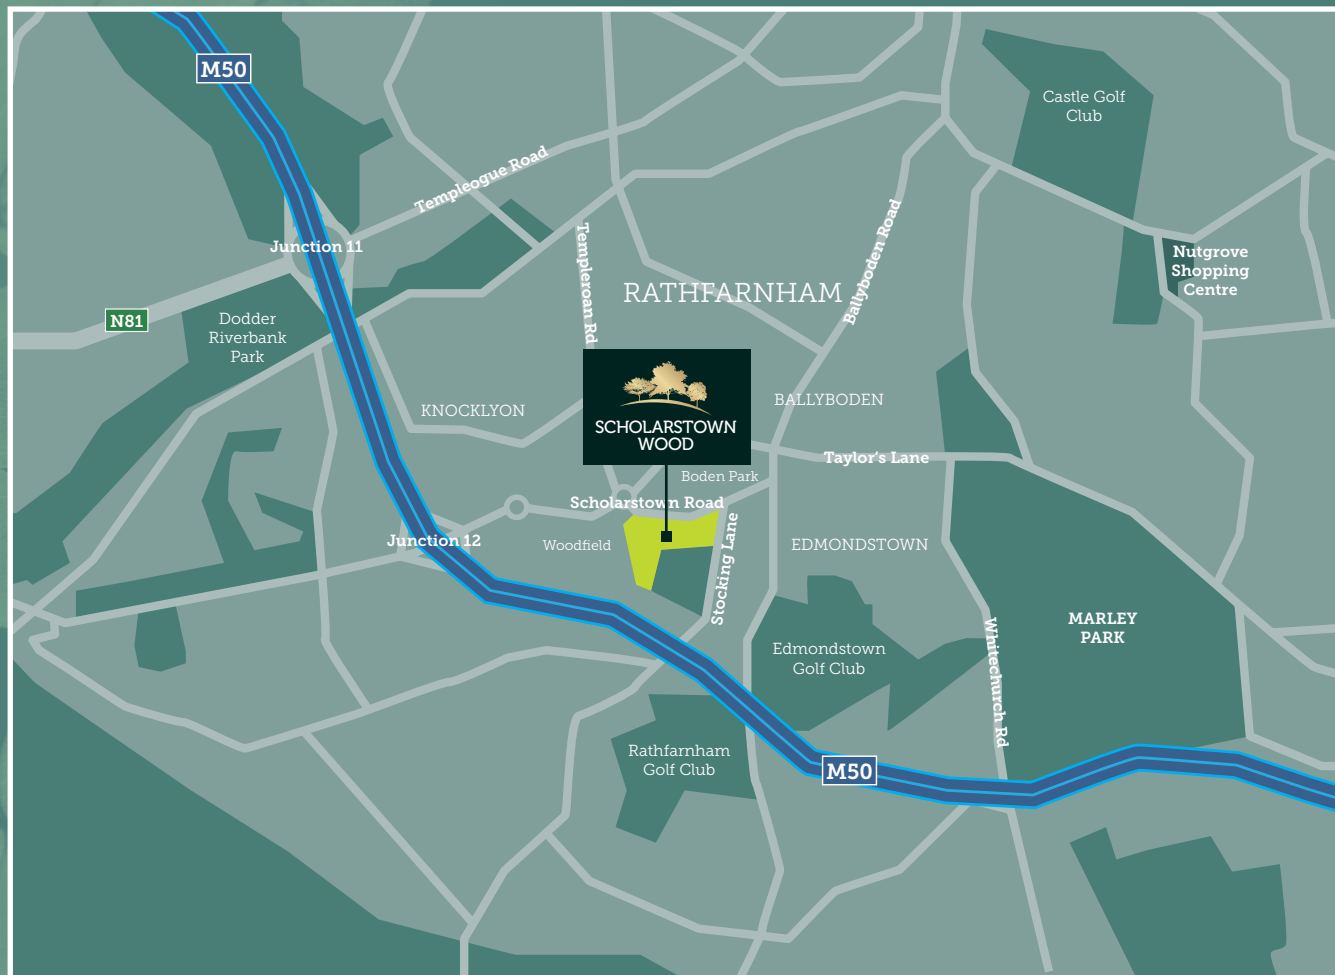 M50
Castle Golf
Club
Templeogue Road
Junction 11
Templeroan Rd
Ballyboden Road
Nutgrove
Shopping
Centre
RATHFARNHAM
N81
Dodder
Riverbank
Park
KNOCKLYON
SCHOLARSTOWN
WOOD
BALLYBODEN
Taylor's Lane
Boden Park
Scholarstown Road
Junction 12
Woodfield
Stocking Lane
EDMONDSTOWN
MARLEY
PARK
Whitechurch Rd
Edmondstown
Golf Club
Rathfarnham
Golf Club
M50